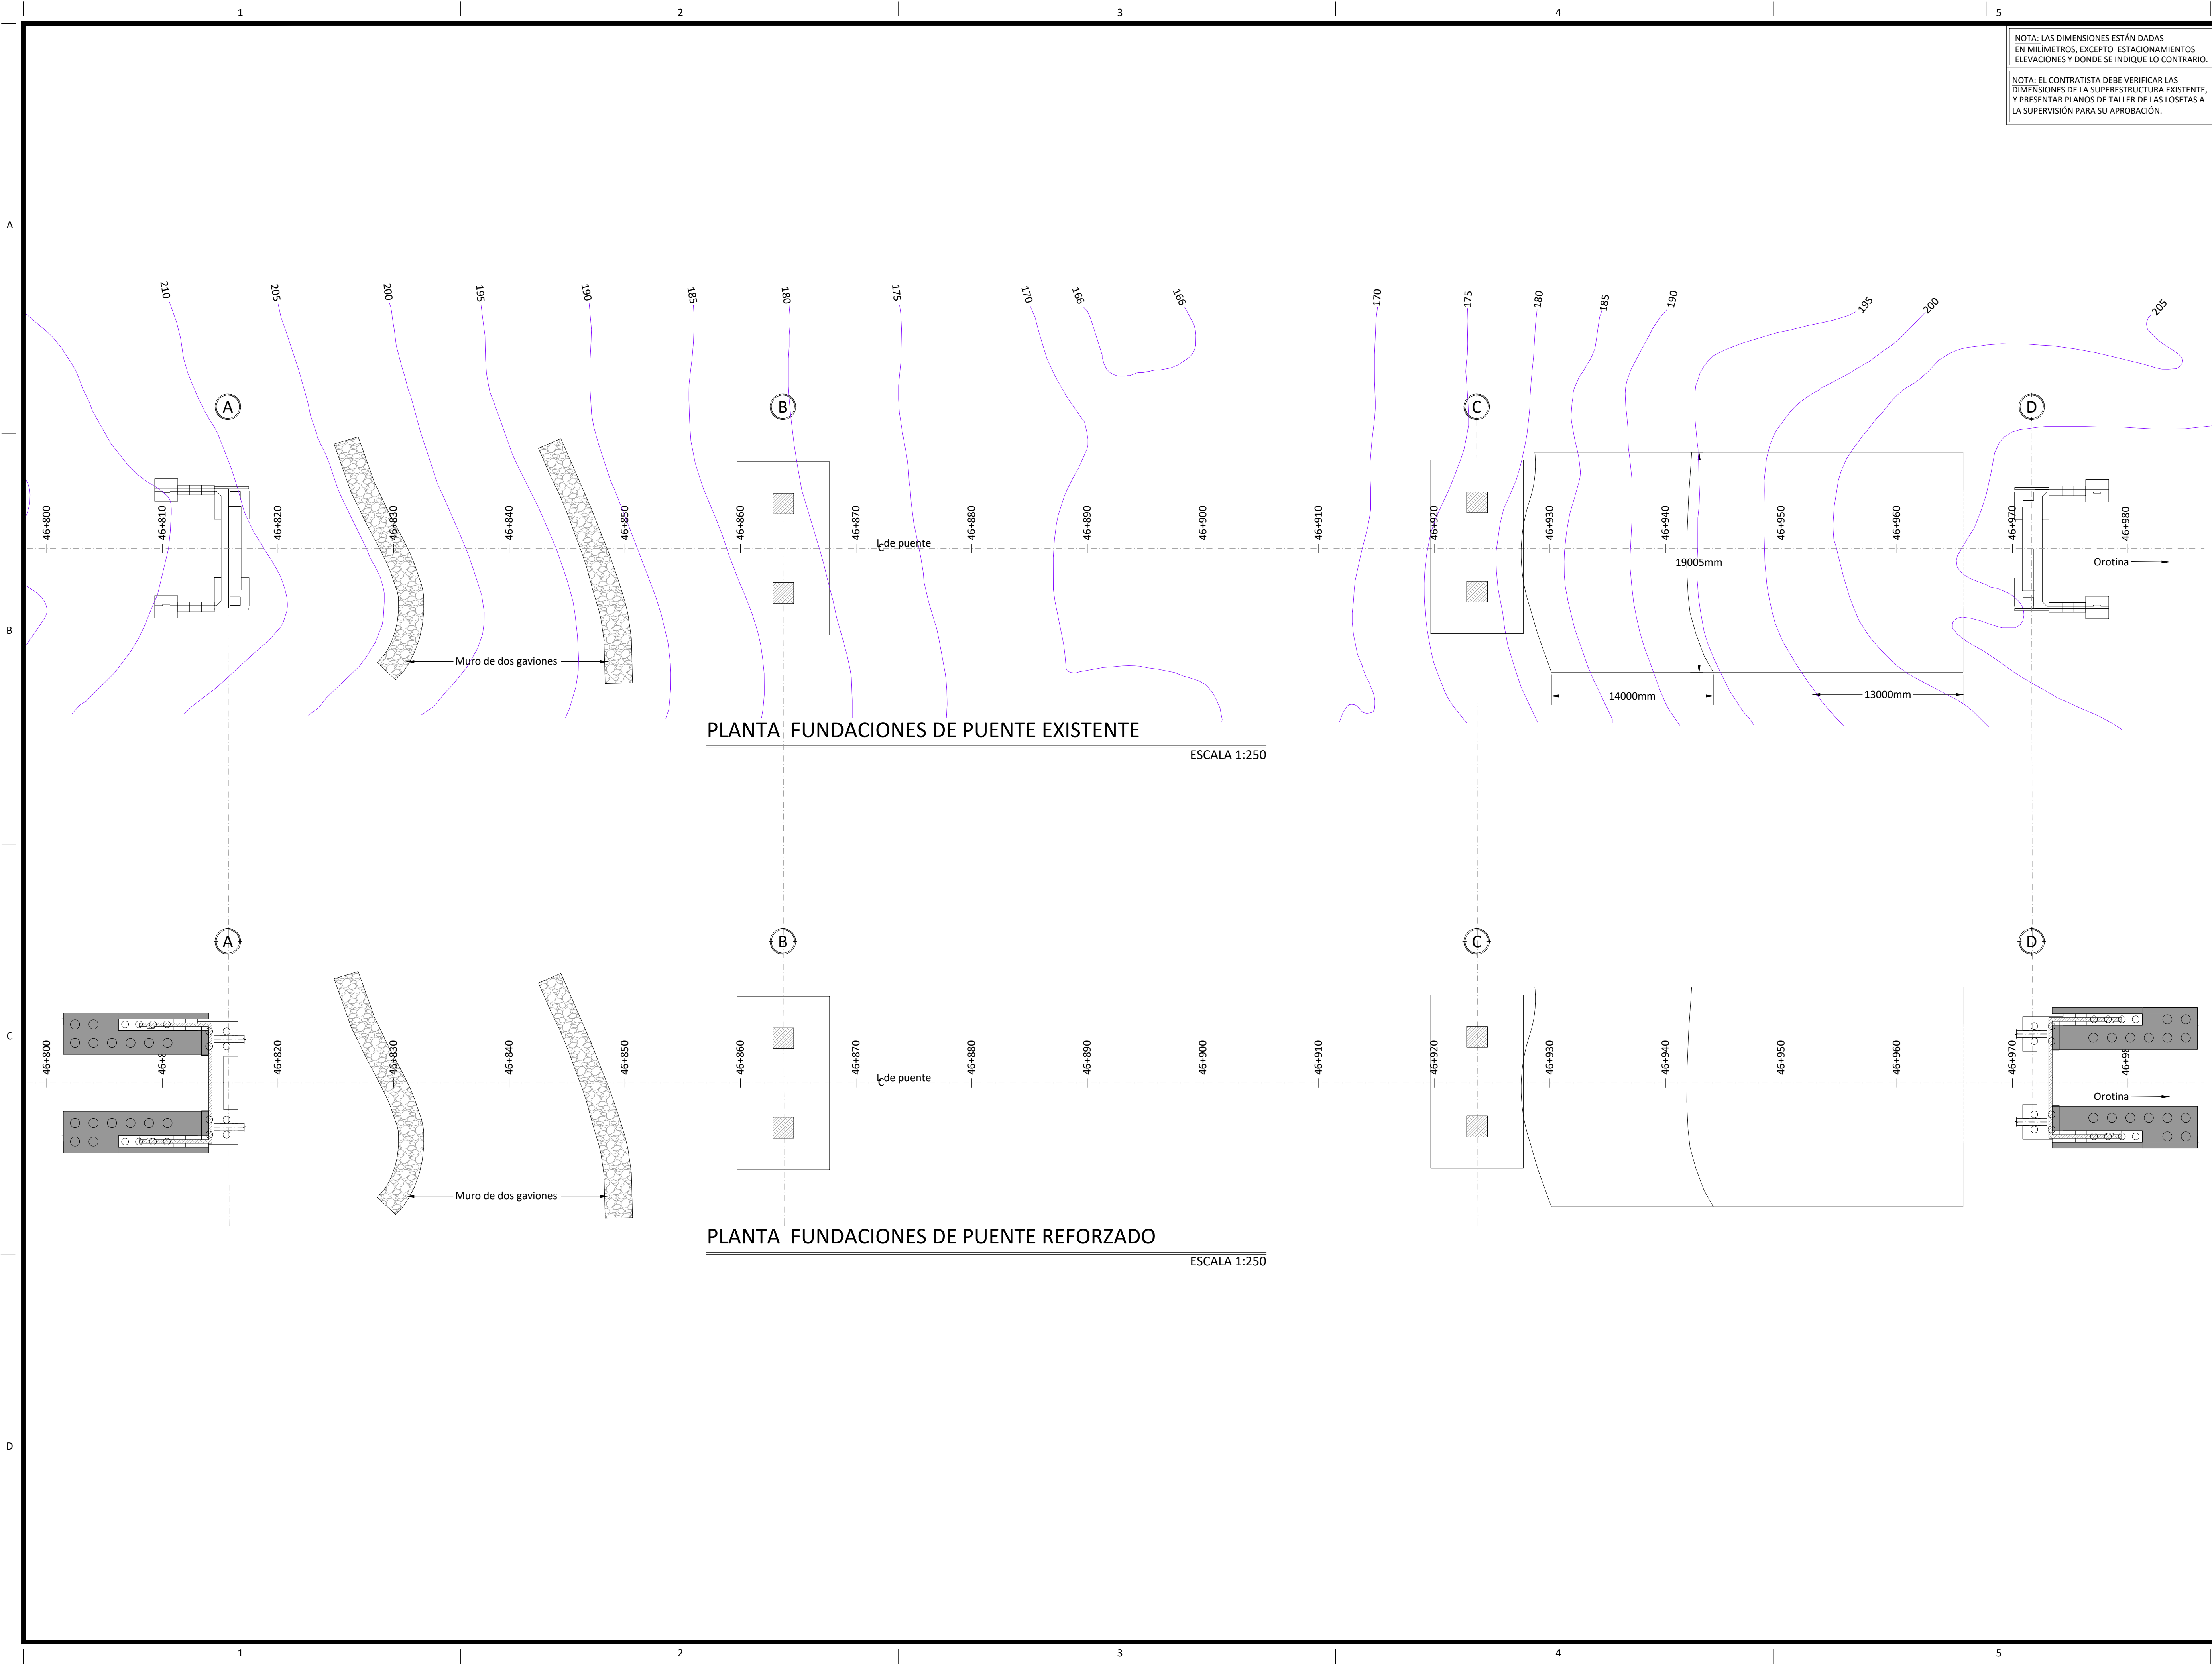 1 2 3 4 5
NOTA: LAS DIMENSIONES ESTÁN DADAS
EN MILÍMETROS, EXCEPTO ESTACIONAMIENTOS
ELEVACIONES Y DONDE SE INDIQUE LO CONTRARIO.
NOTA: EL CONTRATISTA DEBE VERIFICAR LAS
DIMENSIONES DE LA SUPERESTRUCTURA EXISTENTE,
Y PRESENTAR PLANOS DE TALLER DE LAS LOSETAS A
LA SUPERVISIÓN PARA SU APROBACIÓN.
A
210 205 200 195 190 185 180 175 170 166 166 170 175 180 185 190 195 200 205
A B C D
46+800 46+810 46+820 46+830 46+840 46+850 46+860 46+870 46+880 46+890 46+900 46+910 46+920 46+930 46+940 46+950 46+960 46+970 46+980
CL de puente
19005mm
Orotina
B
Muro de dos gaviones
14000mm
13000mm
PLANTA FUNDACIONES DE PUENTE EXISTENTE
ESCALA 1:250
A B C D
C
46+800 46+8 46+820 46+830 46+840 46+850 46+860 46+870 46+880 46+890 46+900 46+910 46+920 46+930 46+940 46+950 46+960 46+970 46+98
CL de puente
Orotina
Muro de dos gaviones
PLANTA FUNDACIONES DE PUENTE REFORZADO
ESCALA 1:250
D
1 2 3 4 5